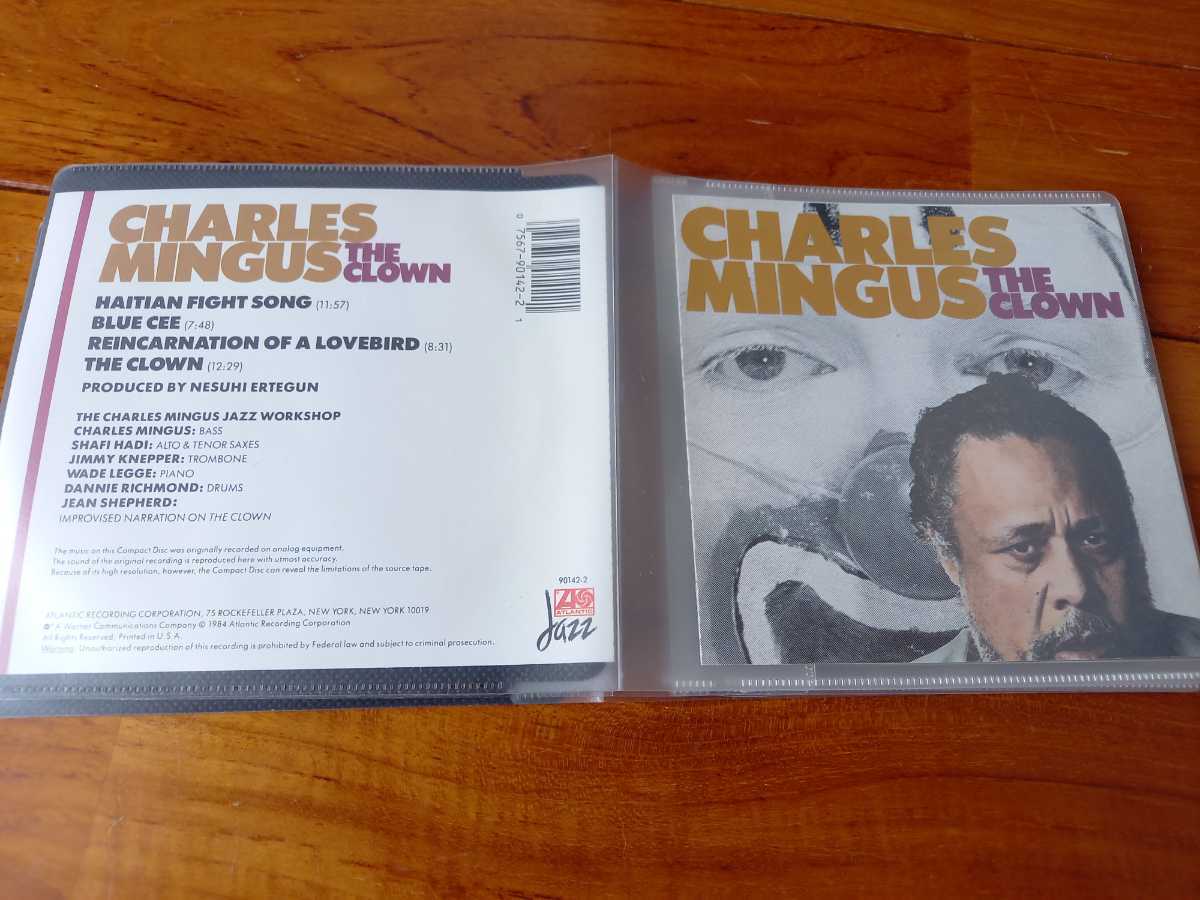 CHARLES
MINGUS THE CLOWN
HAITIAN FIGHT SONG (11:57)
BLUE CEE (7:48)
REINCARNATION OF A LOVEBIRD (8:31)
THE CLOWN (12:29)
PRODUCED BY NESUHI ERTEGUN
THE CHARLES MINGUS JAZZ WORKSHOP
CHARLES MINGUS: BASS
SHAFI HADI: ALTO & TENOR SAXES
JIMMY KNEPPER: TROMBONE
WADE LEGGE: PIANO
DANNIE RICHMOND: DRUMS
JEAN SHEPHERD:
IMPROVISED NARRATION ON THE CLOWN
The music on this Compact Disc was originally recorded on analog equipment.
The sound of the original recording is reproduced here with utmost accuracy.
Because of its high resolution, however, the Compact Disc can reveal the limitations of the source tape.
ATLANTIC RECORDING CORPORATION, 75 ROCKEFELLER PLAZA, NEW YORK, NEW YORK 10019
℗* A Warner Communications Company © 1984 Atlantic Recording Corporation
All Rights Reserved. Printed in U.S.A.
Warning: Unauthorized reproduction of this recording is prohibited by Federal law and subject to criminal prosecution.
0 7567-90142-2 1
90142-2
ATLANTIC
Jazz
CHARLES
MINGUS THE CLOWN